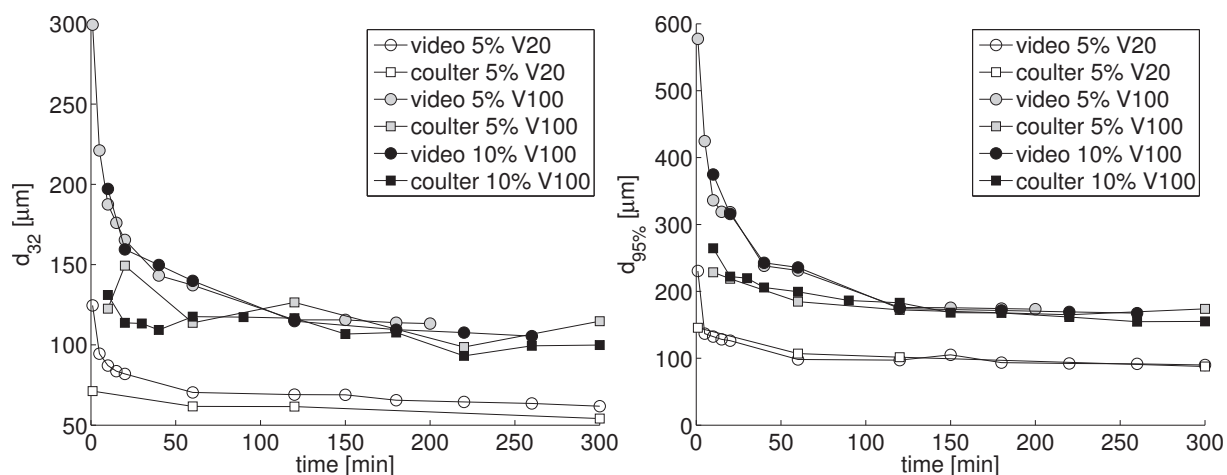 300
250
200
150
100
50
d32 [μm]
0 50 100 150 200 250 300
time [min]
video 5% V20
coulter 5% V20
video 5% V100
coulter 5% V100
video 10% V100
coulter 10% V100
600
500
400
300
200
100
0
d95% [μm]
0 50 100 150 200 250 300
time [min]
video 5% V20
coulter 5% V20
video 5% V100
coulter 5% V100
video 10% V100
coulter 10% V100